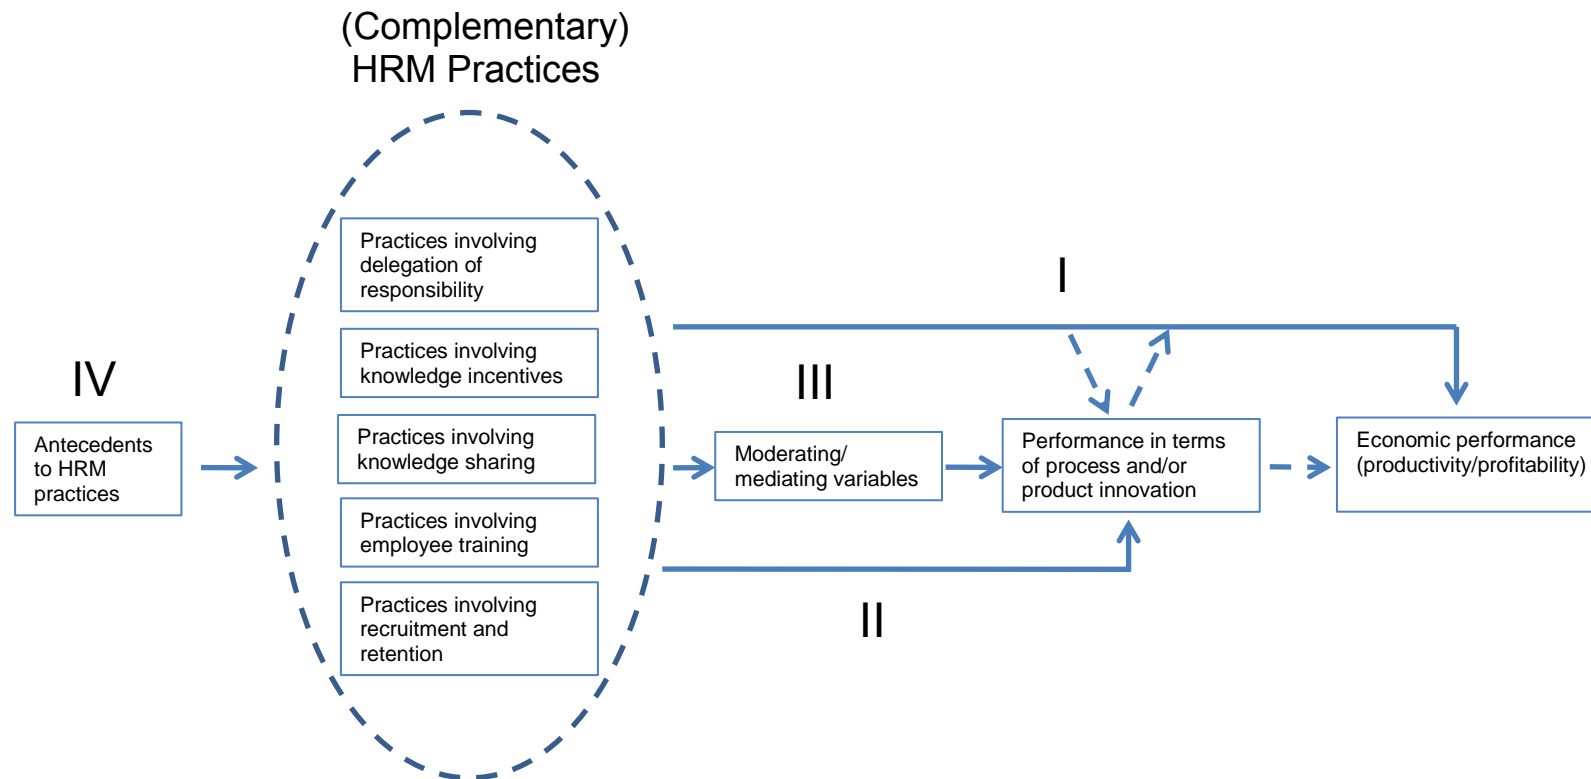 (Complementary)
HRM Practices
Practices involving
delegation of
responsibility
Practices involving
knowledge incentives
Practices involving
knowledge sharing
Practices involving
employee training
Practices involving
recruitment and
retention
IV
Antecedents
to HRM
practices
III
Moderating/
mediating variables
I
Performance in terms
of process and/or
product innovation
II
Economic performance
(productivity/profitability)